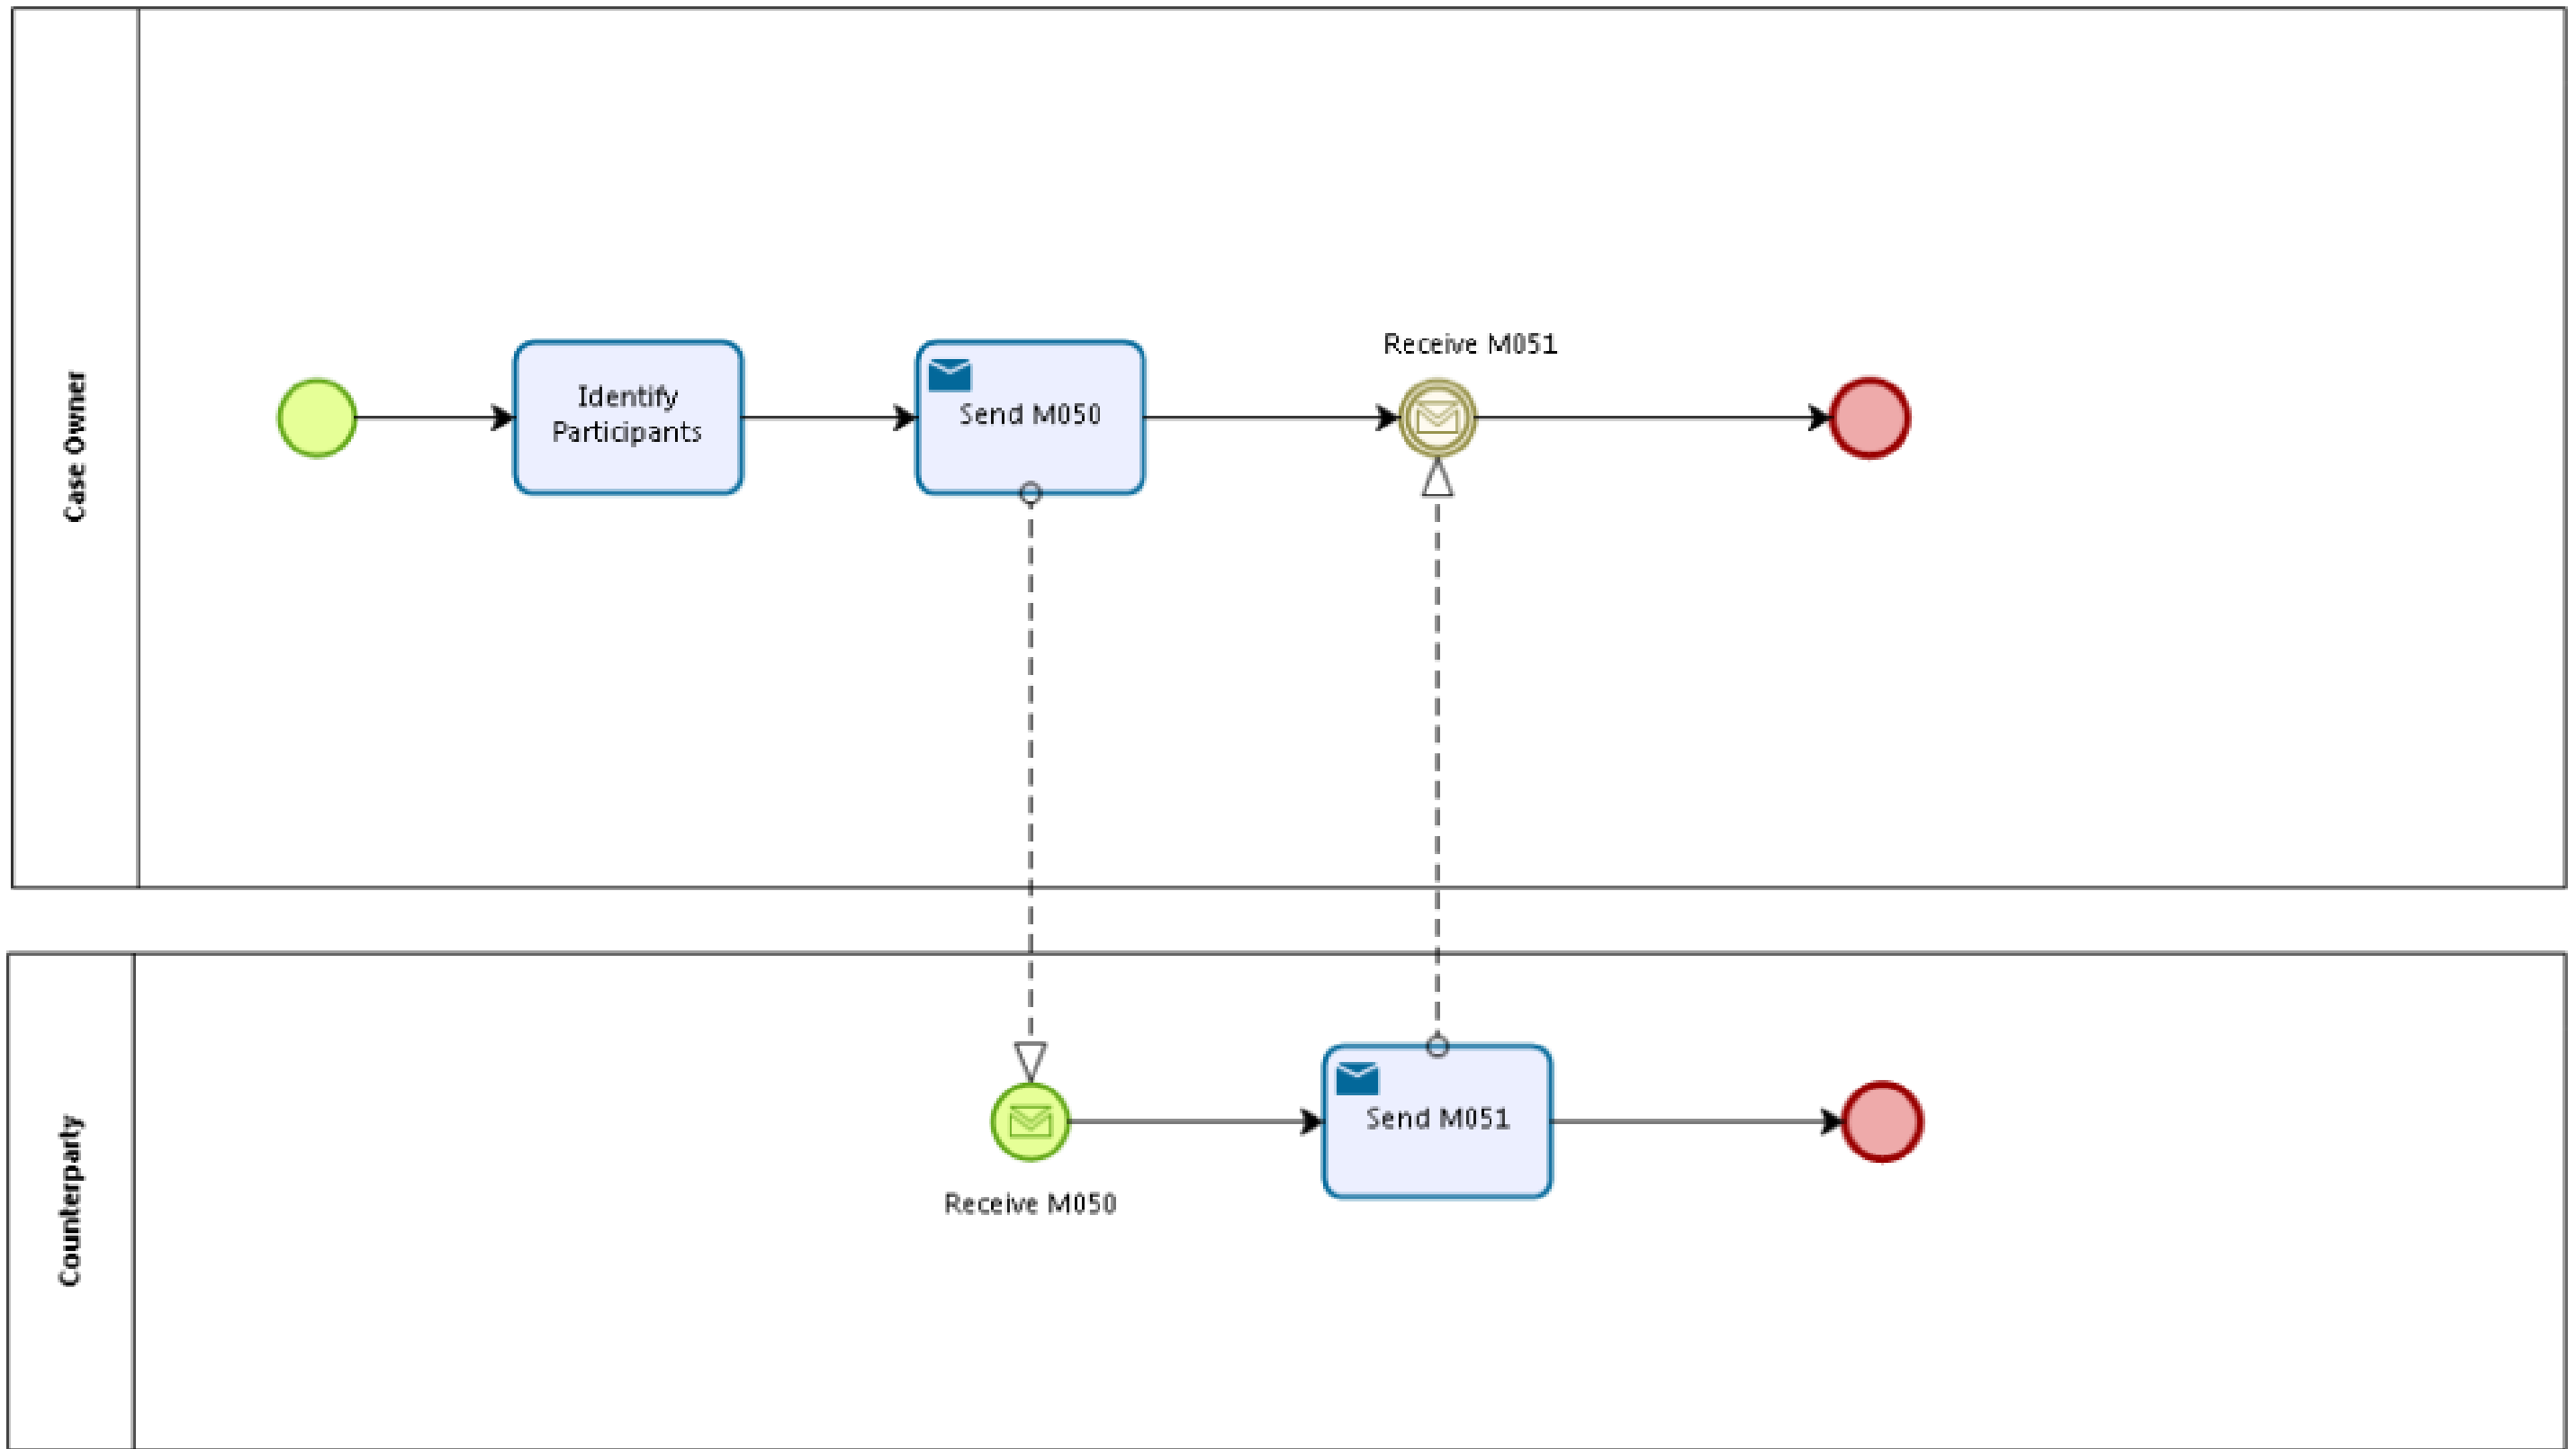 Case Owner
Identify
Participants
Send M050
Receive M051
Counterparty
Receive M050
Send M051